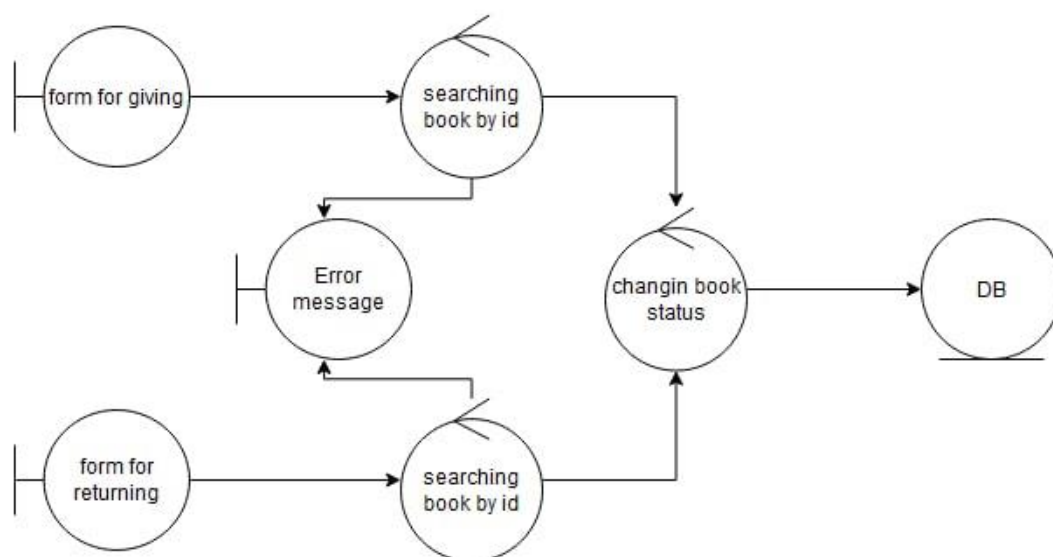 form for giving
searching
book by id
Error
message
changin book
status
DB
form for
returning
searching
book by id